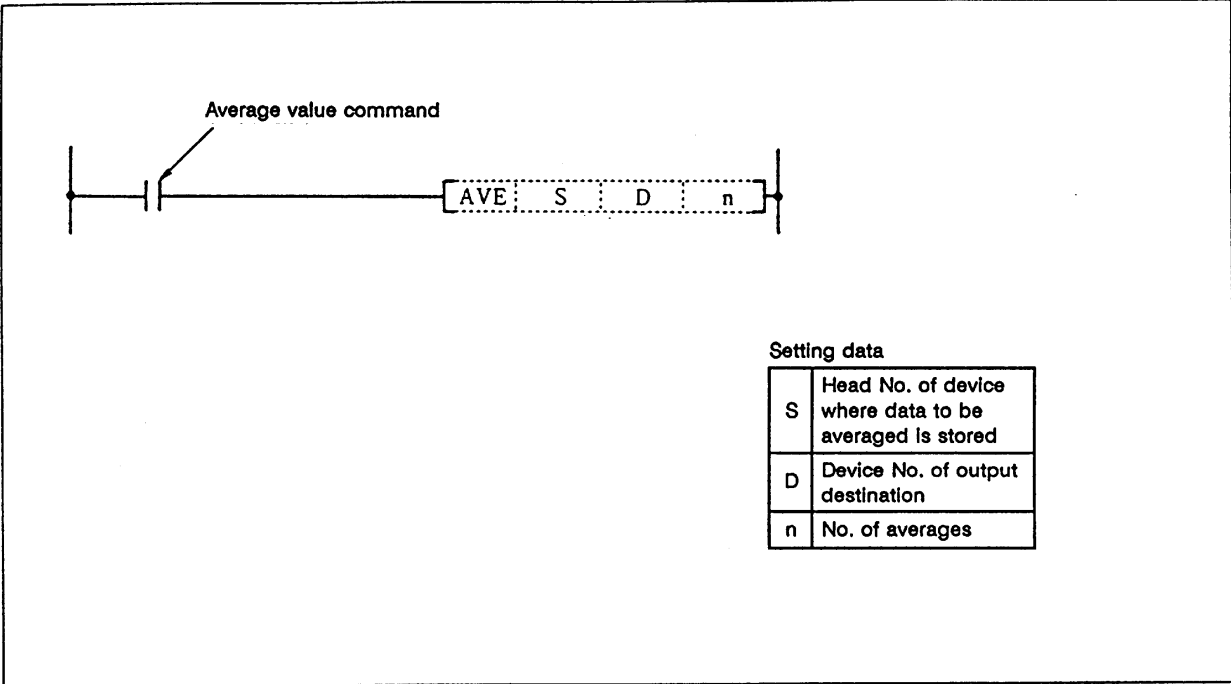 Average value command
AVE S D n
Setting data
S Head No. of device
where data to be
averaged is stored
D Device No. of output
destination
n No. of averages